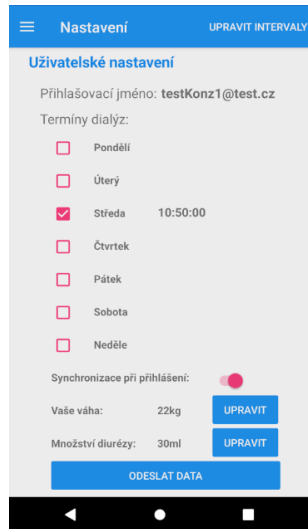 Nastavení UPRAVIT INTERVALY
Uživatelské nastavení
Přihlašovací jméno: testKonz1@test.cz
Termíny dialýz:
Pondělí
Úterý
Středa 10:50:00
Čtvrtek
Pátek
Sobota
Neděle
Synchronizace při přihlášení:
Vaše váha: 22kg UPRAVIT
Množství diurézy: 30ml UPRAVIT
ODESLAT DATA